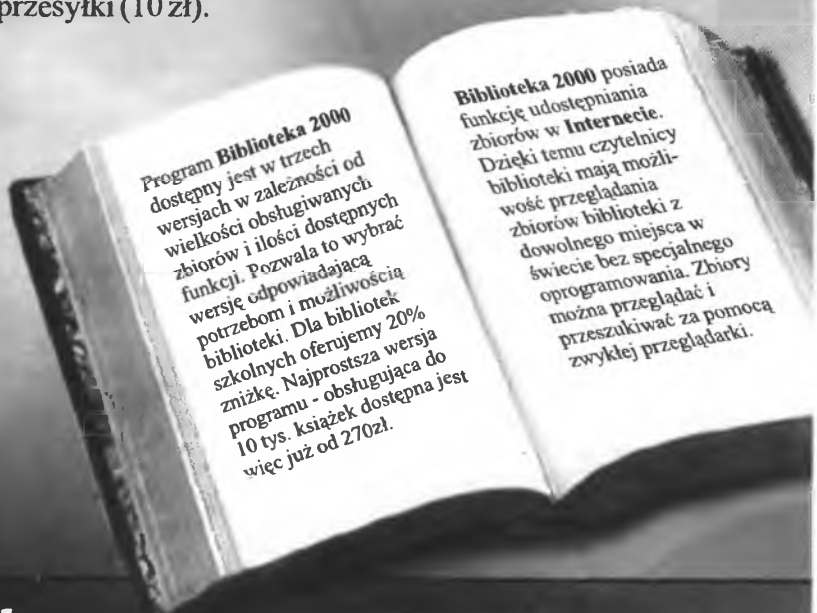 przesyłki (10 zł).
Program Biblioteka 2000
dostępny jest w trzech
wersjach w zależności od
wielkości obsługiwanych
zbiorów i ilości dostępnych
funkcji. Pozwala to wybrać
wersję odpowiadającą
potrzebom i możliwością
biblioteki. Dla bibliotek
szkolnych oferujemy 20%
zniżkę. Najprostsza wersja
programu - obsługująca do
10 tys. książek dostępna jest
więc już od 270zł.
Biblioteka 2000 posiada
funkcję udostępniania
zbiorów w Internecie.
Dzięki temu czytelnicy
biblioteki mają możli-
wość przeglądania
zbiorów biblioteki z
dowolnego miejsca w
świecie bez specjalnego
oprogramowania. Zbiory
można przeglądać i
przeszukiwać za pomocą
zwykłej przeglądarki.